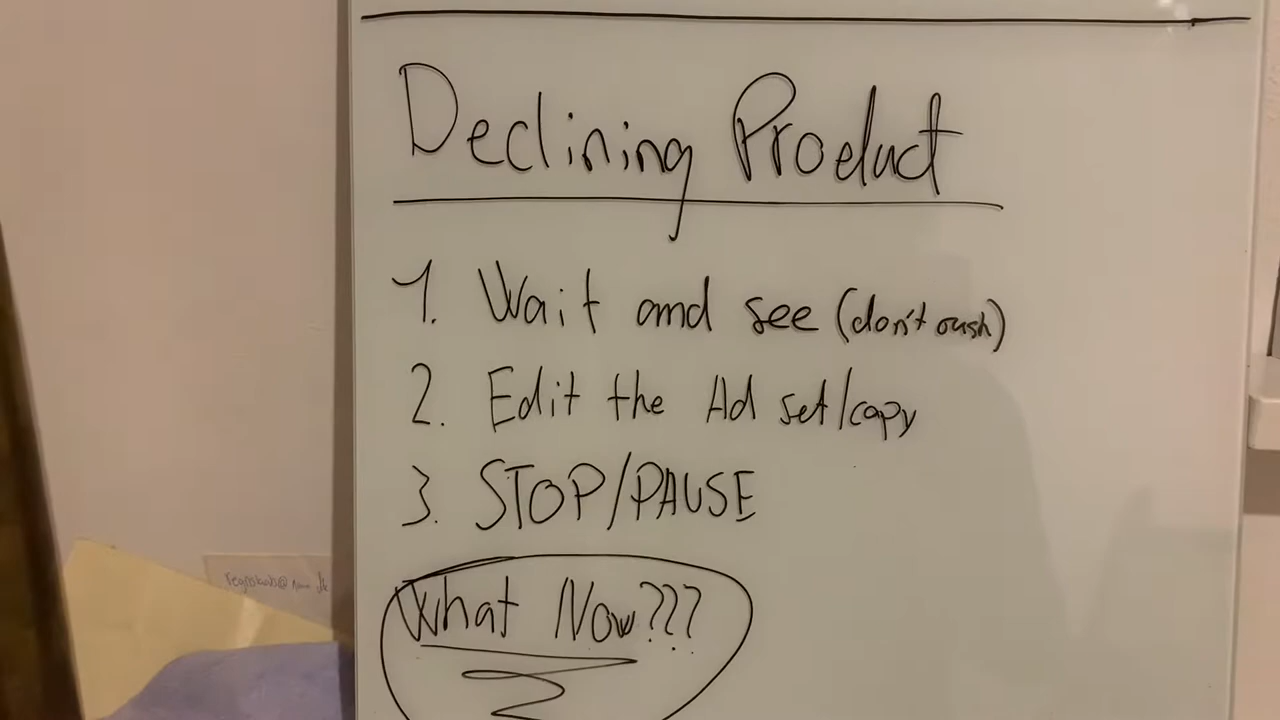 Declining Product
1. Wait and see (don't rush)
2. Edit the Ad set/copy
3. STOP/PAUSE
What Now???